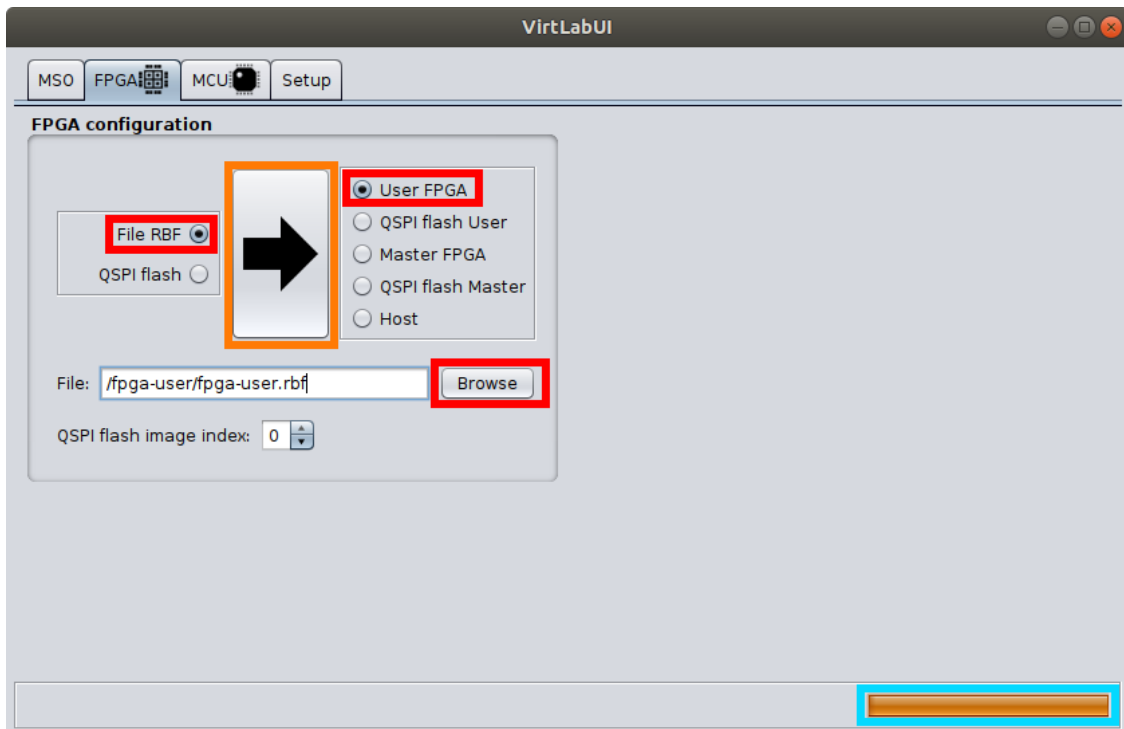 VirtLabUI
MSO FPGA MCU Setup
FPGA configuration
File RBF
QSPI flash
User FPGA
QSPI flash User
Master FPGA
QSPI flash Master
Host
File: /fpga-user/fpga-user.rbf Browse
QSPI flash image index: 0